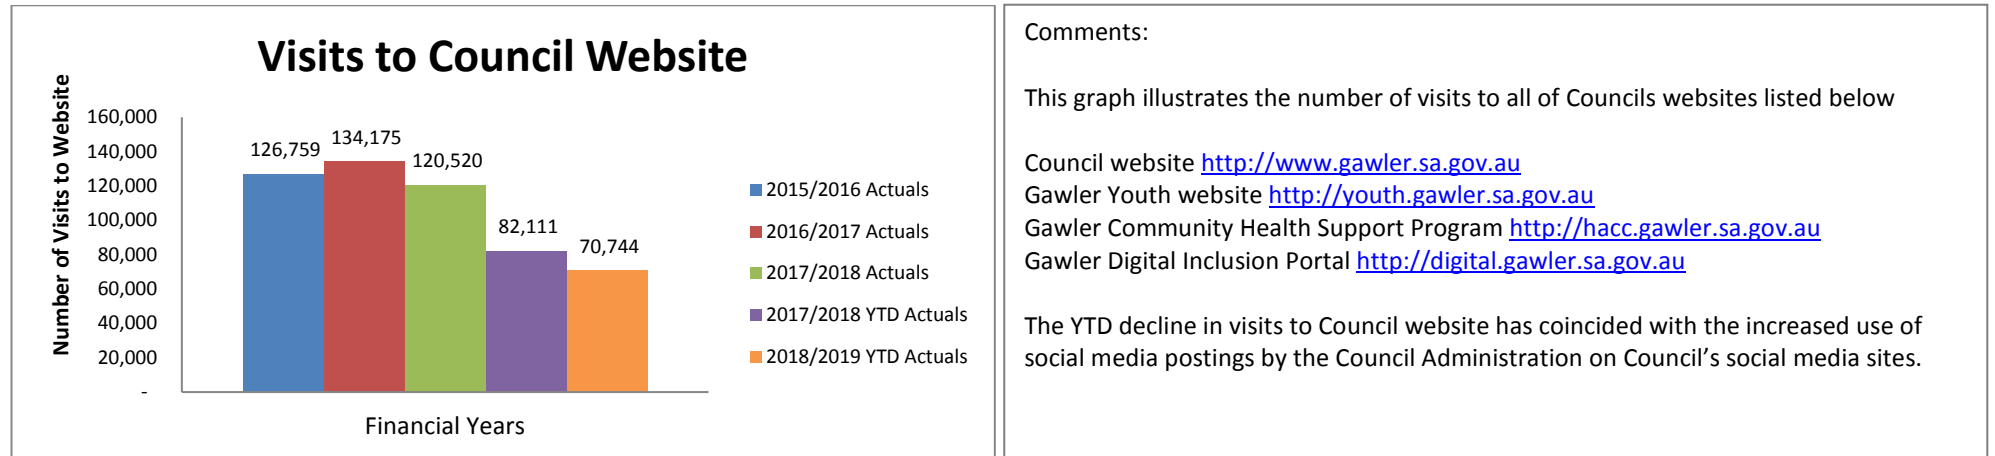 Visits to Council Website
Number of Visits to Website
160,000
140,000
120,000
100,000
80,000
60,000
40,000
20,000
-
126,759
134,175
120,520
82,111
70,744
Financial Years
2015/2016 Actuals
2016/2017 Actuals
2017/2018 Actuals
2017/2018 YTD Actuals
2018/2019 YTD Actuals
Comments:
This graph illustrates the number of visits to all of Councils websites listed below
Council website http://www.gawler.sa.gov.au
Gawler Youth website http://youth.gawler.sa.gov.au
Gawler Community Health Support Program http://hacc.gawler.sa.gov.au
Gawler Digital Inclusion Portal http://digital.gawler.sa.gov.au
The YTD decline in visits to Council website has coincided with the increased use of
social media postings by the Council Administration on Council’s social media sites.